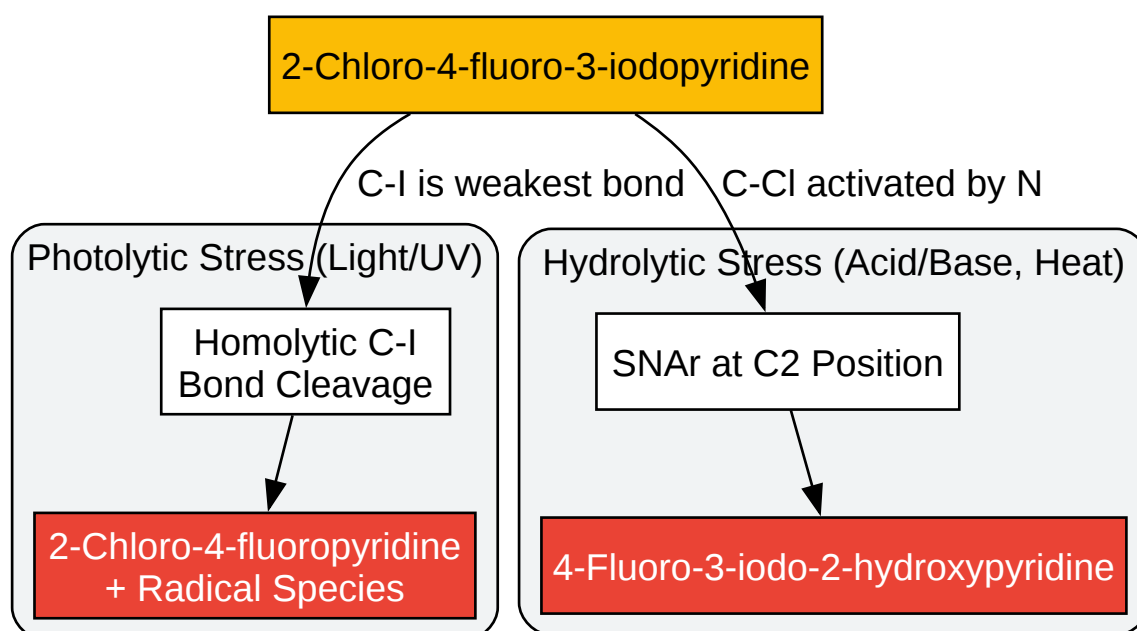 2-Chloro-4-fluoro-3-iodopyridine
C-I is weakest bond
C-Cl activated by N
Photolytic Stress (Light/UV)
Homolytic C-I
Bond Cleavage
2-Chloro-4-fluoropyridine
+ Radical Species
Hydrolytic Stress (Acid/Base, Heat)
SNAr at C2 Position
4-Fluoro-3-iodo-2-hydroxypyridine